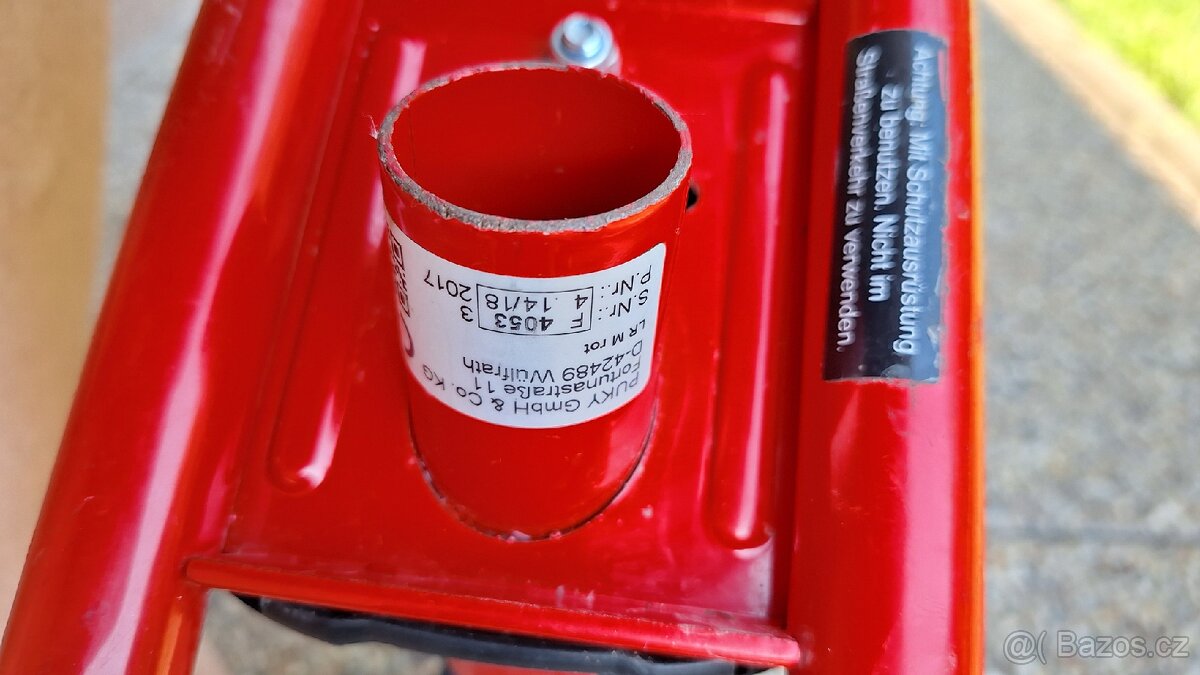 PUKY GmbH & Co. KG
Fortunastraße 11
D-42489 Wülfrath
LR M rot
S.Nr.: F 4053 3
P.Nr.: 4 14/18 2017
Achtung: Mit Schutzausrüstung
zu benutzen. Nicht im
Straßenverkehr zu verwenden.
@( Bazos.cz